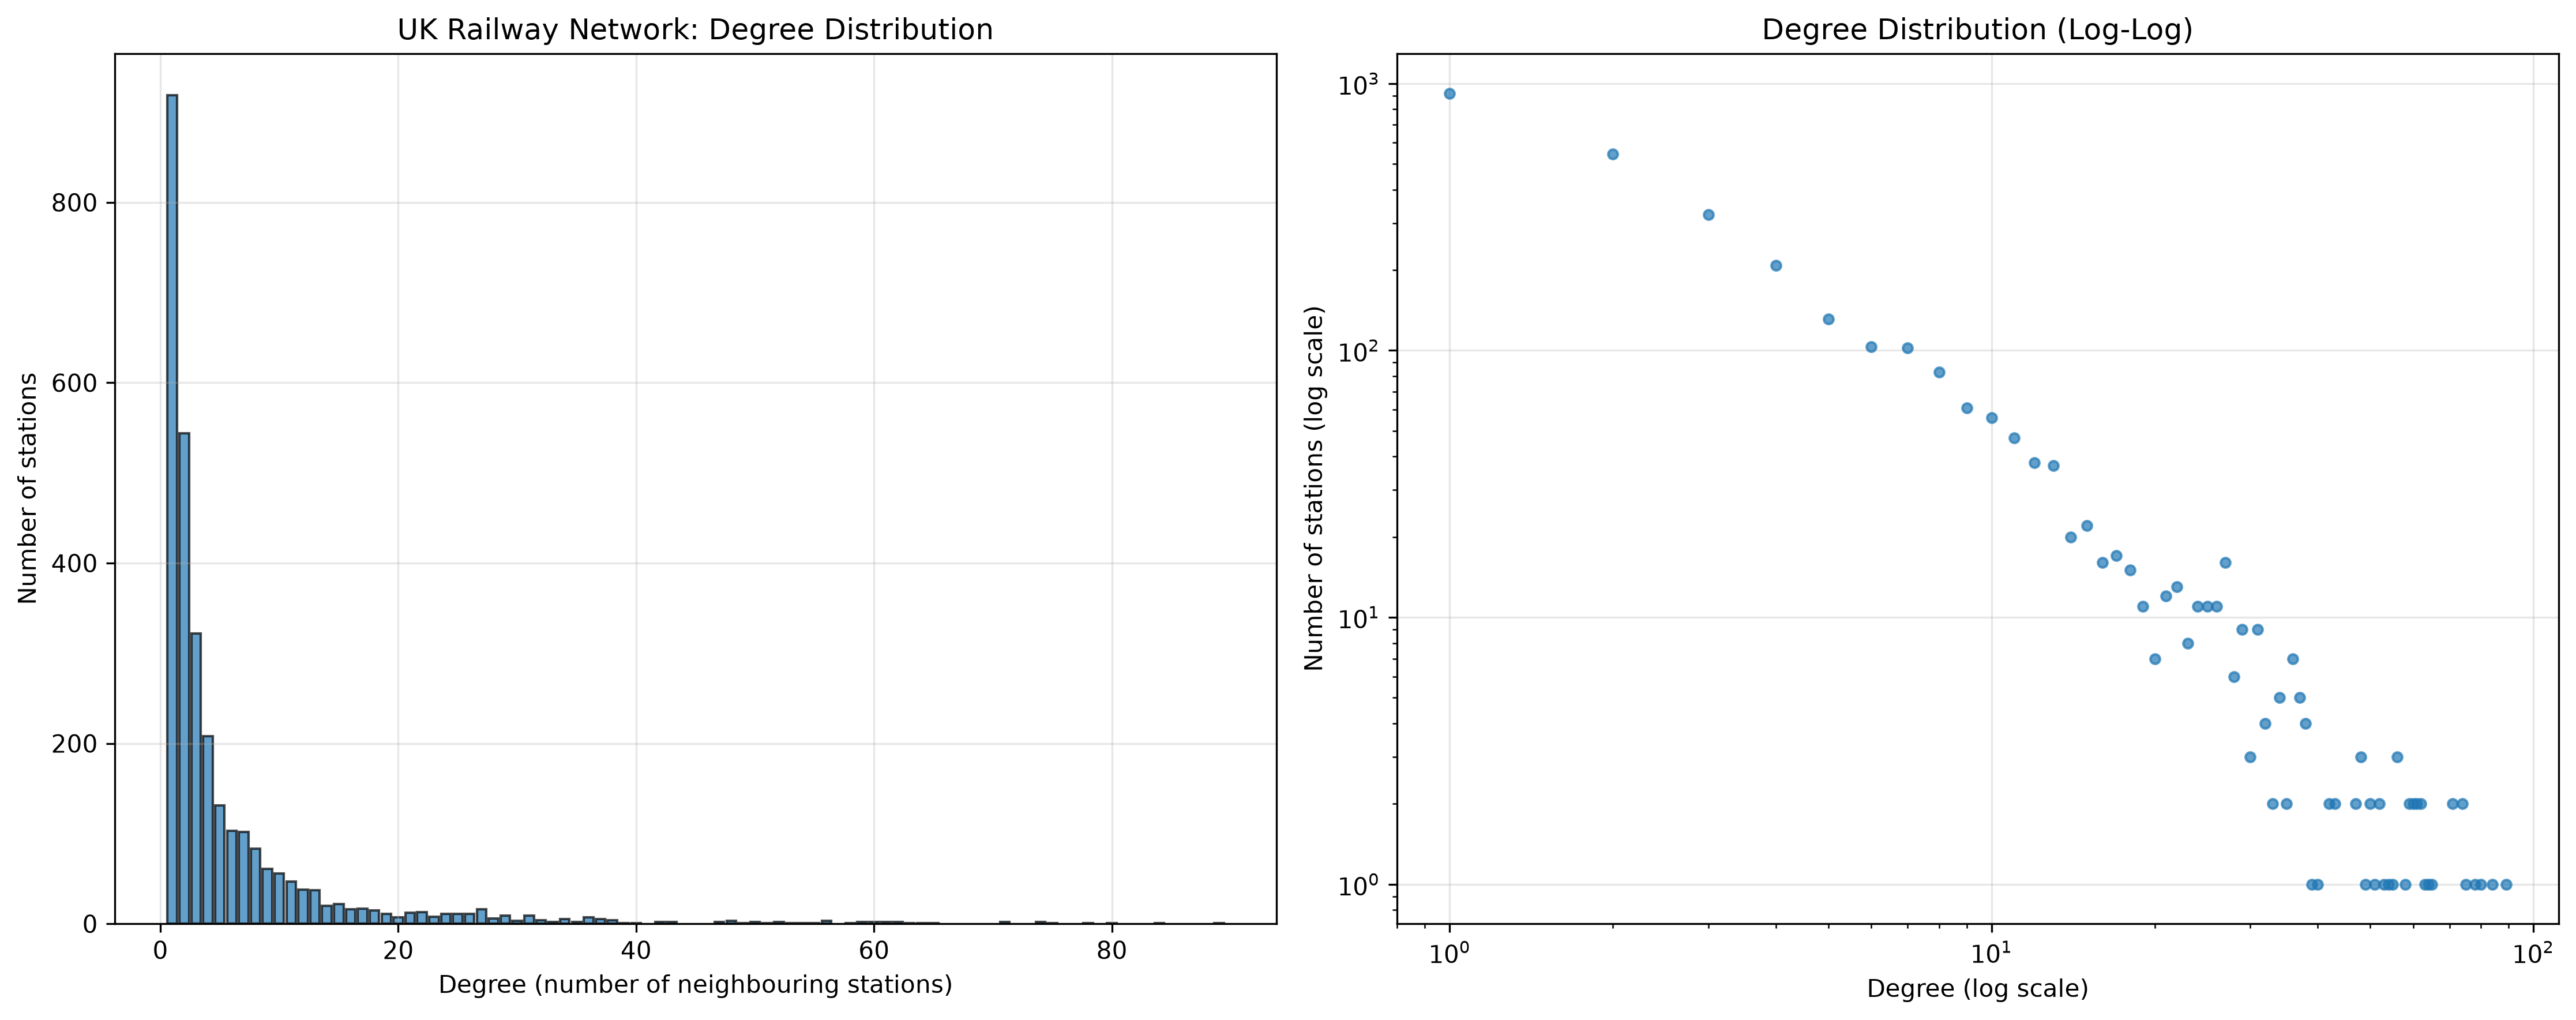 UK Railway Network: Degree Distribution
Number of stations
800
600
400
200
0
0 20 40 60 80
Degree (number of neighbouring stations)
Degree Distribution (Log-Log)
Number of stations (log scale)
10³
10²
10¹
10⁰
10⁰ 10¹ 10²
Degree (log scale)